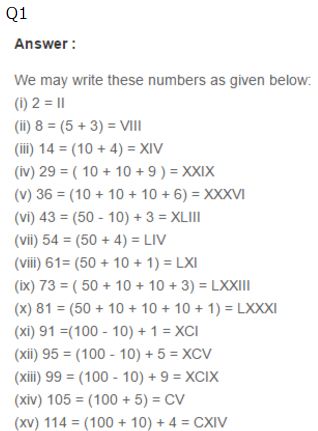 Q1
Answer :
We may write these numbers as given below:
(i) 2 = II
(ii) 8 = (5 + 3) = VIII
(iii) 14 = (10 + 4) = XIV
(iv) 29 = ( 10 + 10 + 9 ) = XXIX
(v) 36 = (10 + 10 + 10 + 6) = XXXVI
(vi) 43 = (50 - 10) + 3 = XLIII
(vii) 54 = (50 + 4) = LIV
(viii) 61= (50 + 10 + 1) = LXI
(ix) 73 = ( 50 + 10 + 10 + 3) = LXXIII
(x) 81 = (50 + 10 + 10 + 10 + 1) = LXXXI
(xi) 91 =(100 - 10) + 1 = XCI
(xii) 95 = (100 - 10) + 5 = XCV
(xiii) 99 = (100 - 10) + 9 = XCIX
(xiv) 105 = (100 + 5) = CV
(xv) 114 = (100 + 10) + 4 = CXIV